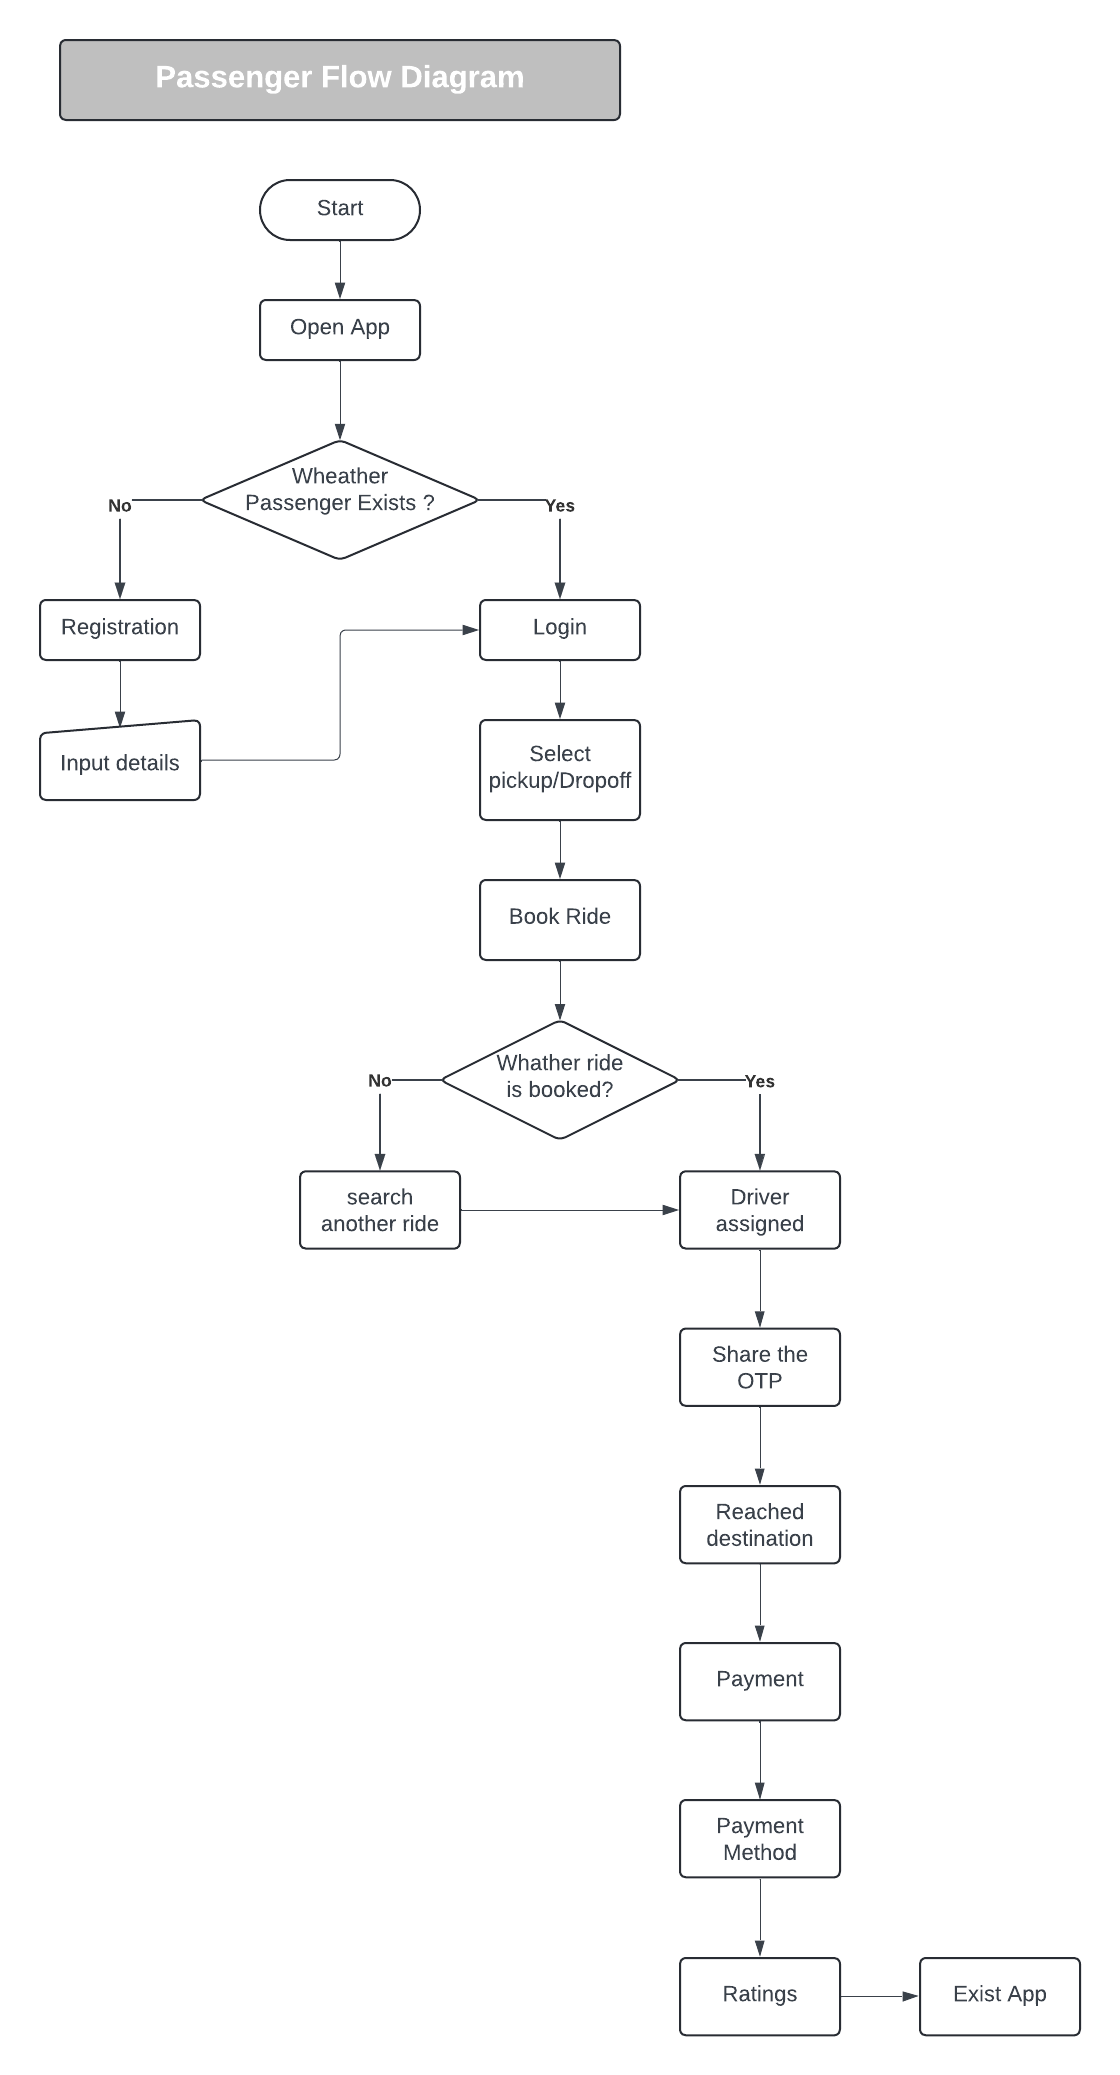 Passenger Flow Diagram
Start
Open App
Wheather
Passenger Exists ?
No
Yes
Registration
Login
Input details
Select
pickup/Dropoff
Book Ride
Whather ride
is booked?
No
Yes
search
another ride
Driver
assigned
Share the
OTP
Reached
destination
Payment
Payment
Method
Ratings
Exist App